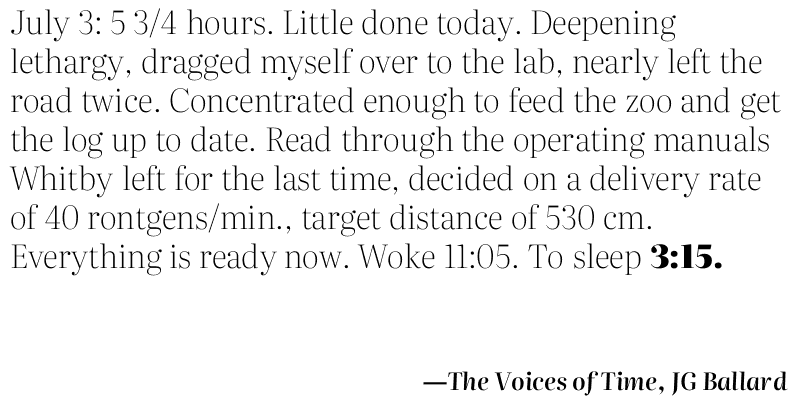 July 3: 5 3/4 hours. Little done today. Deepening
lethargy, dragged myself over to the lab, nearly left the
road twice. Concentrated enough to feed the zoo and get
the log up to date. Read through the operating manuals
Whitby left for the last time, decided on a delivery rate
of 40 rontgens/min., target distance of 530 cm.
Everything is ready now. Woke 11:05. To sleep 3:15.
—The Voices of Time, JG Ballard